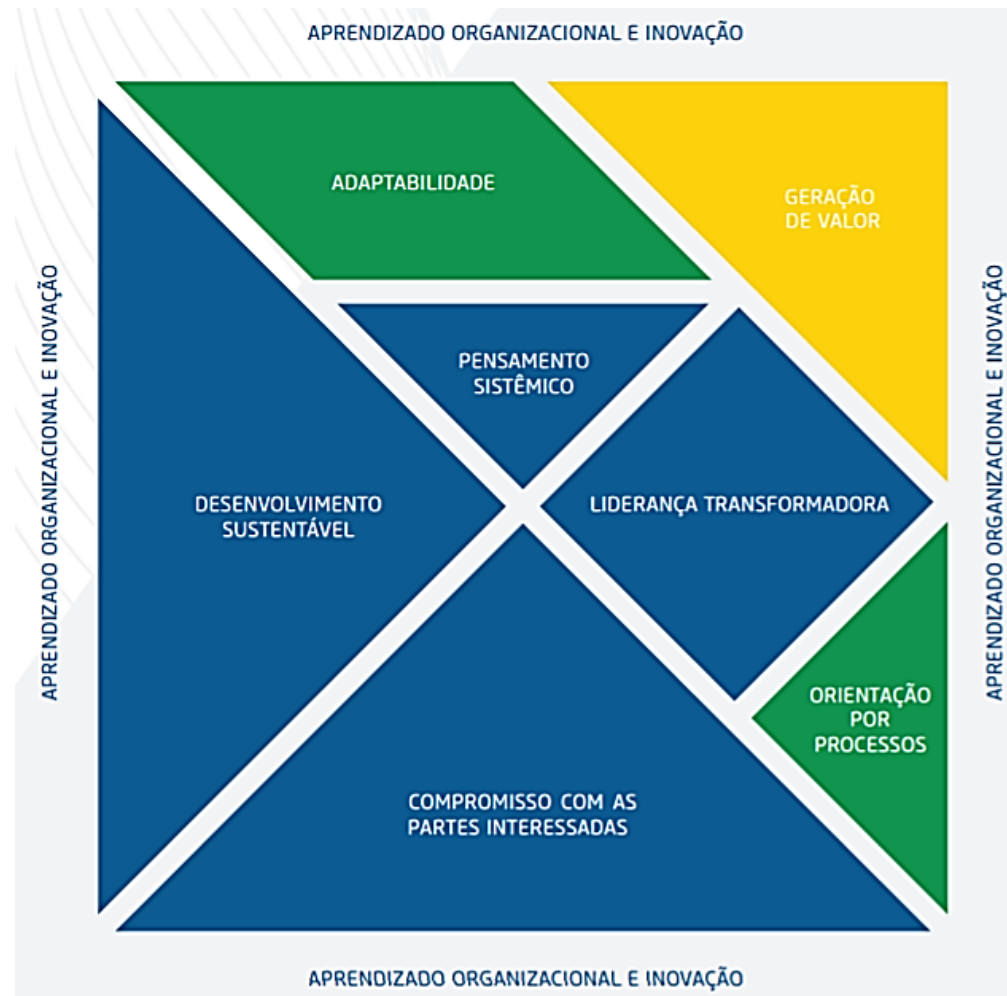 APRENDIZADO ORGANIZACIONAL E INOVAÇÃO
ADAPTABILIDADE
GERAÇÃO
DE VALOR
APRENDIZADO ORGANIZACIONAL E INOVAÇÃO
PENSAMENTO
SISTÊMICO
DESENVOLVIMENTO
SUSTENTÁVEL
LIDERANÇA TRANSFORMADORA
APRENDIZADO ORGANIZACIONAL E INOVAÇÃO
ORIENTAÇÃO
POR
PROCESSOS
COMPROMISSO COM AS
PARTES INTERESSADAS
APRENDIZADO ORGANIZACIONAL E INOVAÇÃO